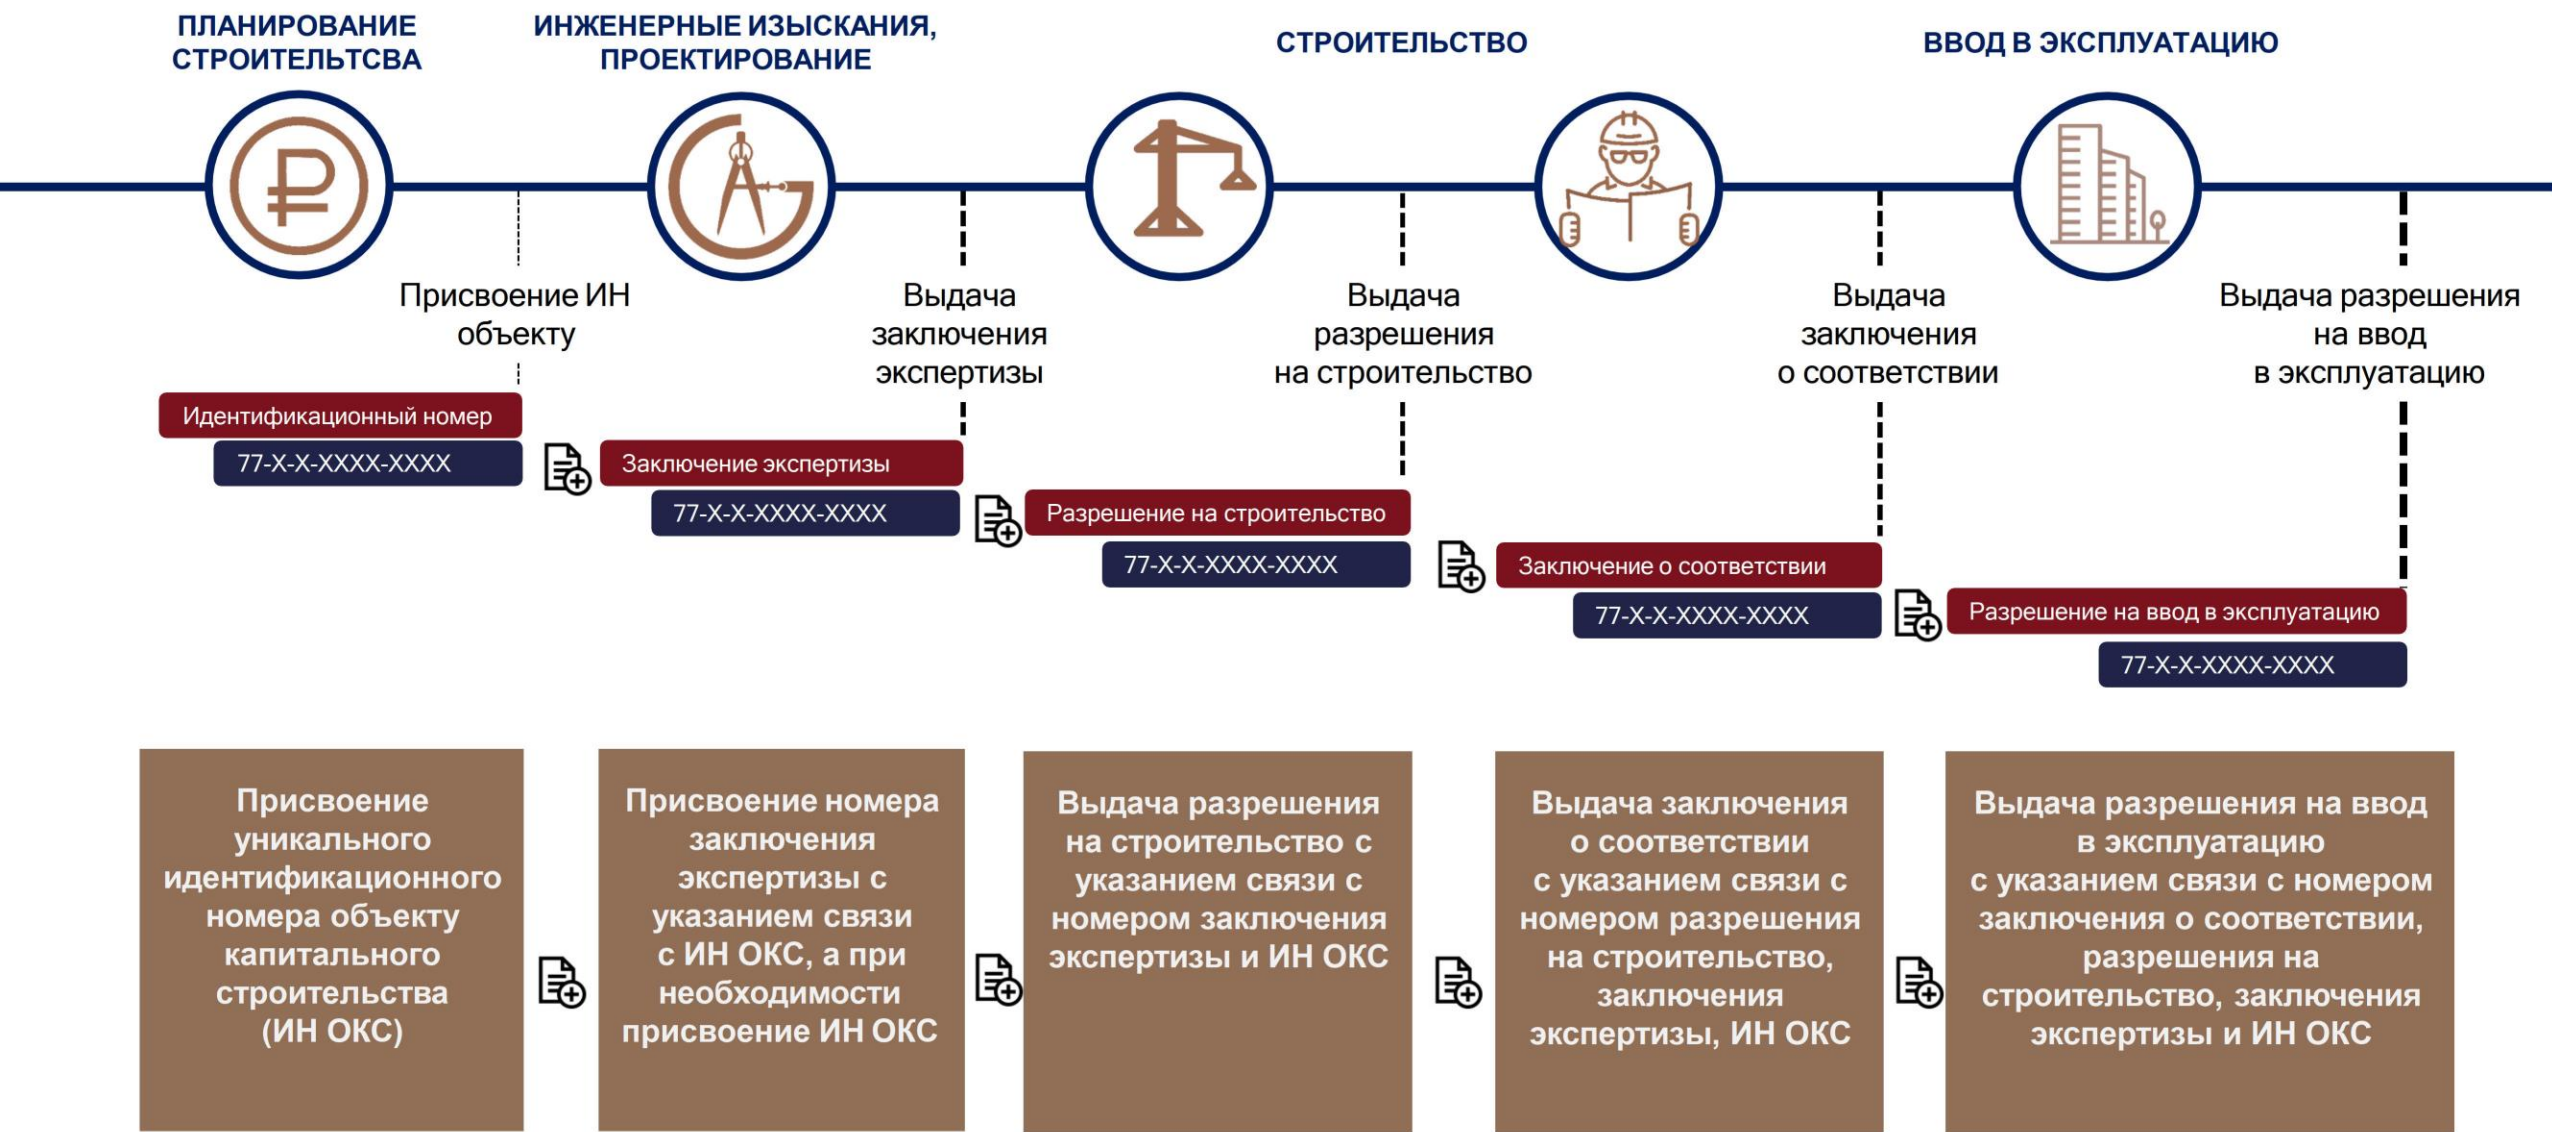 ПЛАНИРОВАНИЕ
СТРОИТЕЛЬТСВА
ИНЖЕНЕРНЫЕ ИЗЫСКАНИЯ,
ПРОЕКТИРОВАНИЕ
СТРОИТЕЛЬСТВО
ВВОД В ЭКСПЛУАТАЦИЮ
Присвоение ИН
объекту
Выдача
заключения
экспертизы
Выдача
разрешения
на строительство
Выдача
заключения
о соответствии
Выдача разрешения
на ввод
в эксплуатацию
Идентификационный номер
77-X-X-XXXX-XXXX
Заключение экспертизы
77-X-X-XXXX-XXXX
Разрешение на строительство
77-X-X-XXXX-XXXX
Заключение о соответствии
77-X-X-XXXX-XXXX
Разрешение на ввод в эксплуатацию
77-X-X-XXXX-XXXX
Присвоение
уникального
идентификационного
номера объекту
капитального
строительства
(ИН ОКС)
Присвоение номера
заключения
экспертизы с
указанием связи
с ИН ОКС, а при
необходимости
присвоение ИН ОКС
Выдача разрешения
на строительство с
указанием связи с
номером заключения
экспертизы и ИН ОКС
Выдача заключения
о соответствии
с указанием связи с
номером разрешения
на строительство,
заключения
экспертизы, ИН ОКС
Выдача разрешения на ввод
в эксплуатацию
с указанием связи с номером
заключения о соответствии,
разрешения на
строительство, заключения
экспертизы и ИН ОКС